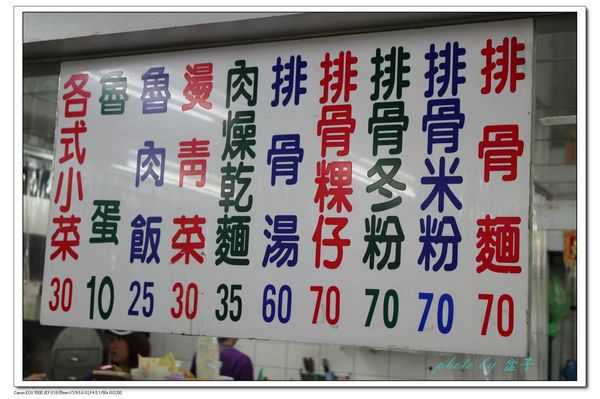 排骨麵 70
排骨米粉 70
排骨冬粉 70
排骨粿仔 70
排骨湯 60
肉燥乾麵 35
燙青菜 30
魯肉飯 25
魯蛋 10
各式小菜 30
photo by 盆子